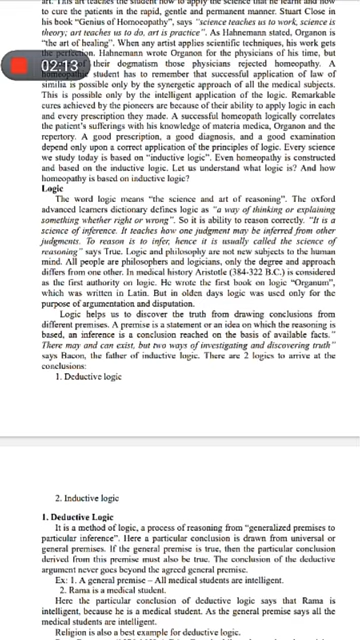 art. This art teaches the student how to apply the science that he learnt and how
to cure the patients in the rapid, gentle and permanent manner. Stuart Close in
his book "Genius of Homoeopathy", says "science teaches us to work, science is
theory; art teaches us to do, art is practice". As Hahnemann stated, Organon is
"the art of healing". When any artist applies scientific techniques, his work gets
the perfection. Hahnemann wrote Organon for the physicians of his time, but
02:13
of their dogmatism those physicians rejected homeopathy. A
homeopathic student has to remember that successful application of law of
similia is possible only by the synergetic approach of all the medical subjects.
This is possible only by the intelligent application of the logic. Remarkable
cures achieved by the pioneers are because of their ability to apply logic in each
and every prescription they made. A successful homeopath logically correlates
the patient's sufferings with his knowledge of materia medica, Organon and the
repertory. A good prescription, a good diagnosis, and a good examination
depend only upon a correct application of the principles of logic. Every science
we study today is based on "inductive logic". Even homeopathy is constructed
and based on the inductive logic. Let us understand what logic is? And how
homeopathy is based on inductive logic?
Logic
The word logic means "the science and art of reasoning". The oxford
advanced learners dictionary defines logic as "a way of thinking or explaining
something whether right or wrong". So it is ability to reason correctly. "It is a
science of inference. It teaches how one judgment may be inferred from other
judgments. To reason is to infer, hence it is usually called the science of
reasoning" says True. Logic and philosophy are not new subjects to the human
mind. All people are philosophers and logicians, only the degree and approach
differs from one other. In medical history Aristotle (384-322 B.C.) is considered
as the first authority on logic. He wrote the first book on logic "Organum",
which was written in Latin. But in olden days logic was used only for the
purpose of argumentation and disputation.
Logic helps us to discover the truth from drawing conclusions from
different premises. A premise is a statement or an idea on which the reasoning is
based, an inference is a conclusion reached on the basis of available facts. "
There may and can exist, but two ways of investigating and discovering truth"
says Bacon, the father of inductive logic. There are 2 logics to arrive at the
conclusions:
1. Deductive logic
2. Inductive logic
1. Deductive Logic
It is a method of logic, a process of reasoning from "generalized premises to
particular inference". Here a particular conclusion is drawn from universal or
general premises. If the general premise is true, then the particular conclusion
derived from this premise must also be true. The conclusion of the deductive
argument never goes beyond the agreed general premise.
Ex: 1. A general premise – All medical students are intelligent.
2. Rama is a medical student.
Here the particular conclusion of deductive logic says that Rama is
intelligent, because he is a medical student. As the general premise says all the
medical students are intelligent.
Religion is also a best example for deductive logic.